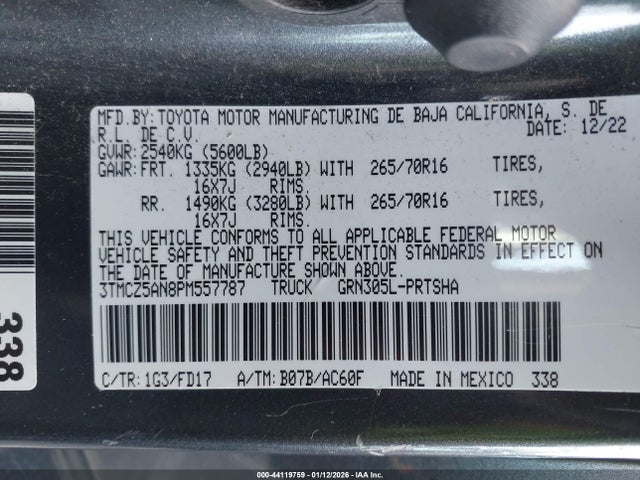 MFD.BY:TOYOTA MOTOR MANUFACTURING DE BAJA CALIFORNIA, S. DE
R.L. DE C.V. DATE: 12/22
GVWR:2540KG (5600LB)
GAWR:FRT. 1335KG (2940LB) WITH 265/70R16 TIRES,
16X7J RIMS.
RR. 1490KG (3280LB) WITH 265/70R16 TIRES,
16X7J RIMS.
THIS VEHICLE CONFORMS TO ALL APPLICABLE FEDERAL MOTOR
VEHICLE SAFETY AND THEFT PREVENTION STANDARDS IN EFFECT ON
THE DATE OF MANUFACTURE SHOWN ABOVE.
3TMCZ5AN8PM557787 TRUCK GRN305L-PRTSHA
C/TR:1G3/FD17 A/TM:B07B/AC60F MADE IN MEXICO 338
338
000-44119759 - 01/12/2026 - IAA Inc.